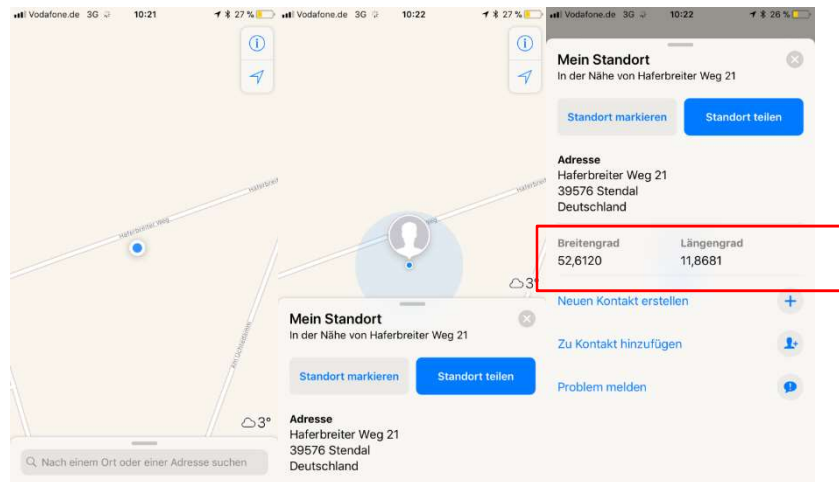 Vodafone.de 3G 10:21 27 %
Haferbreiter Weg
Haferbreiter
Am Uchtedamm
3°
Nach einem Ort oder einer Adresse suchen
Vodafone.de 3G 10:22 27 %
3°
Mein Standort
In der Nähe von Haferbreiter Weg 21
Standort markieren Standort teilen
Adresse
Haferbreiter Weg 21
39576 Stendal
Deutschland
Vodafone.de 3G 10:22 26 %
Mein Standort
In der Nähe von Haferbreiter Weg 21
Standort markieren Standort teilen
Adresse
Haferbreiter Weg 21
39576 Stendal
Deutschland
Breitengrad Längengrad
52,6120 11,8681
Neuen Kontakt erstellen
Zu Kontakt hinzufügen
Problem melden